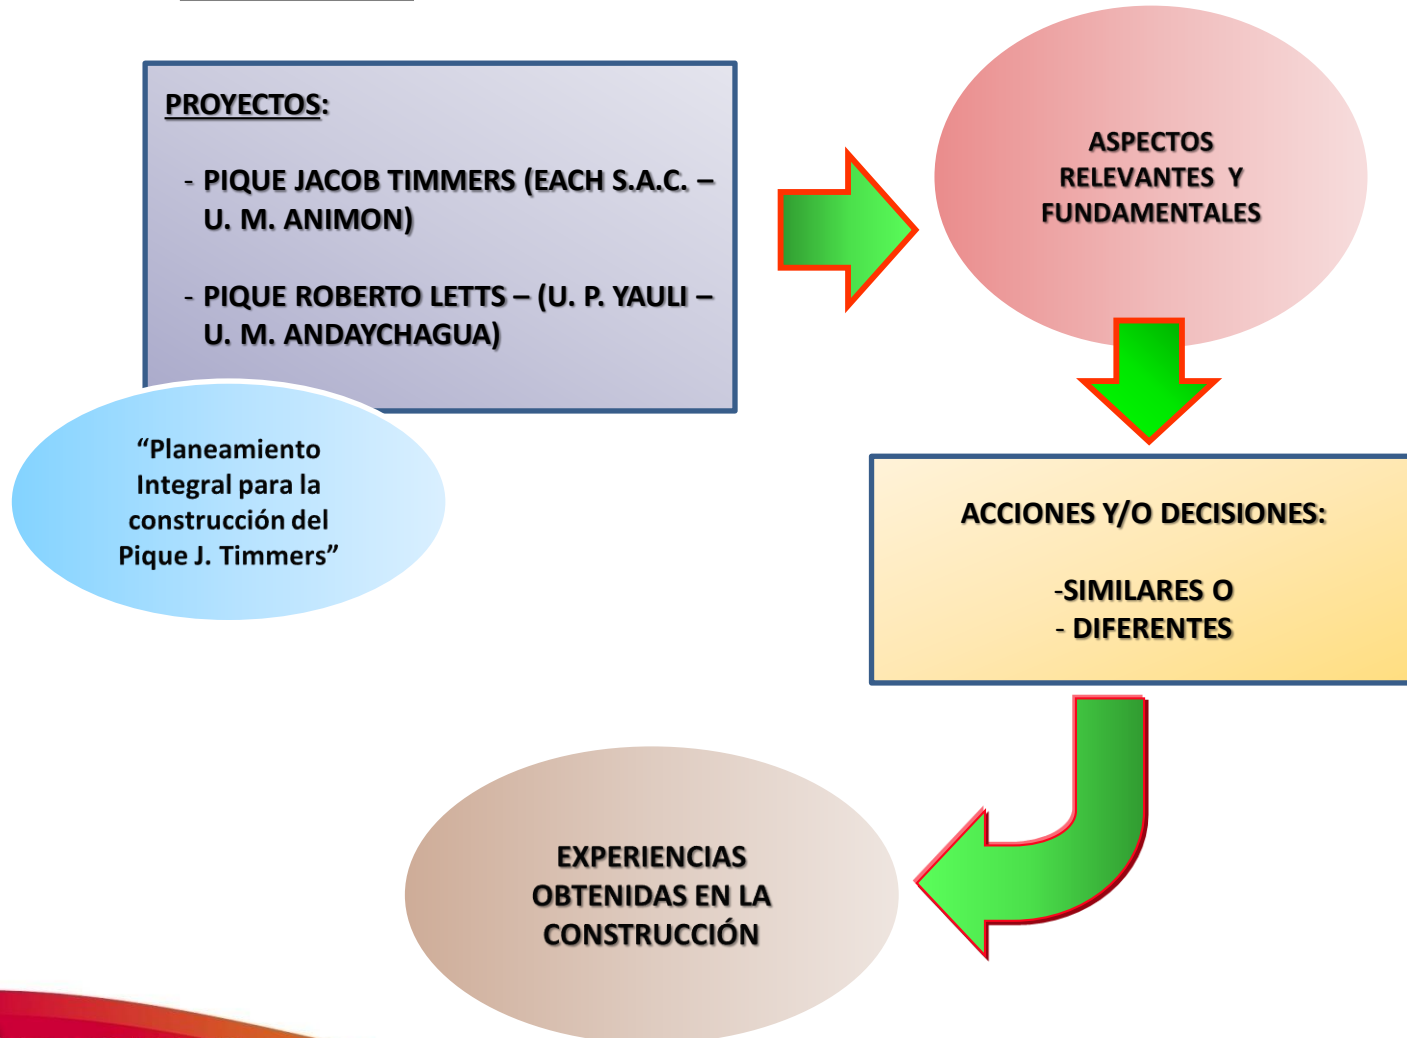 PROYECTOS:
- PIQUE JACOB TIMMERS (EACH S.A.C. –
U. M. ANIMON)
- PIQUE ROBERTO LETTS – (U. P. YAULI –
U. M. ANDAYCHAGUA)
“Planeamiento
Integral para la
construcción del
Pique J. Timmers”
ASPECTOS
RELEVANTES Y
FUNDAMENTALES
ACCIONES Y/O DECISIONES:
-SIMILARES O
- DIFERENTES
EXPERIENCIAS
OBTENIDAS EN LA
CONSTRUCCIÓN